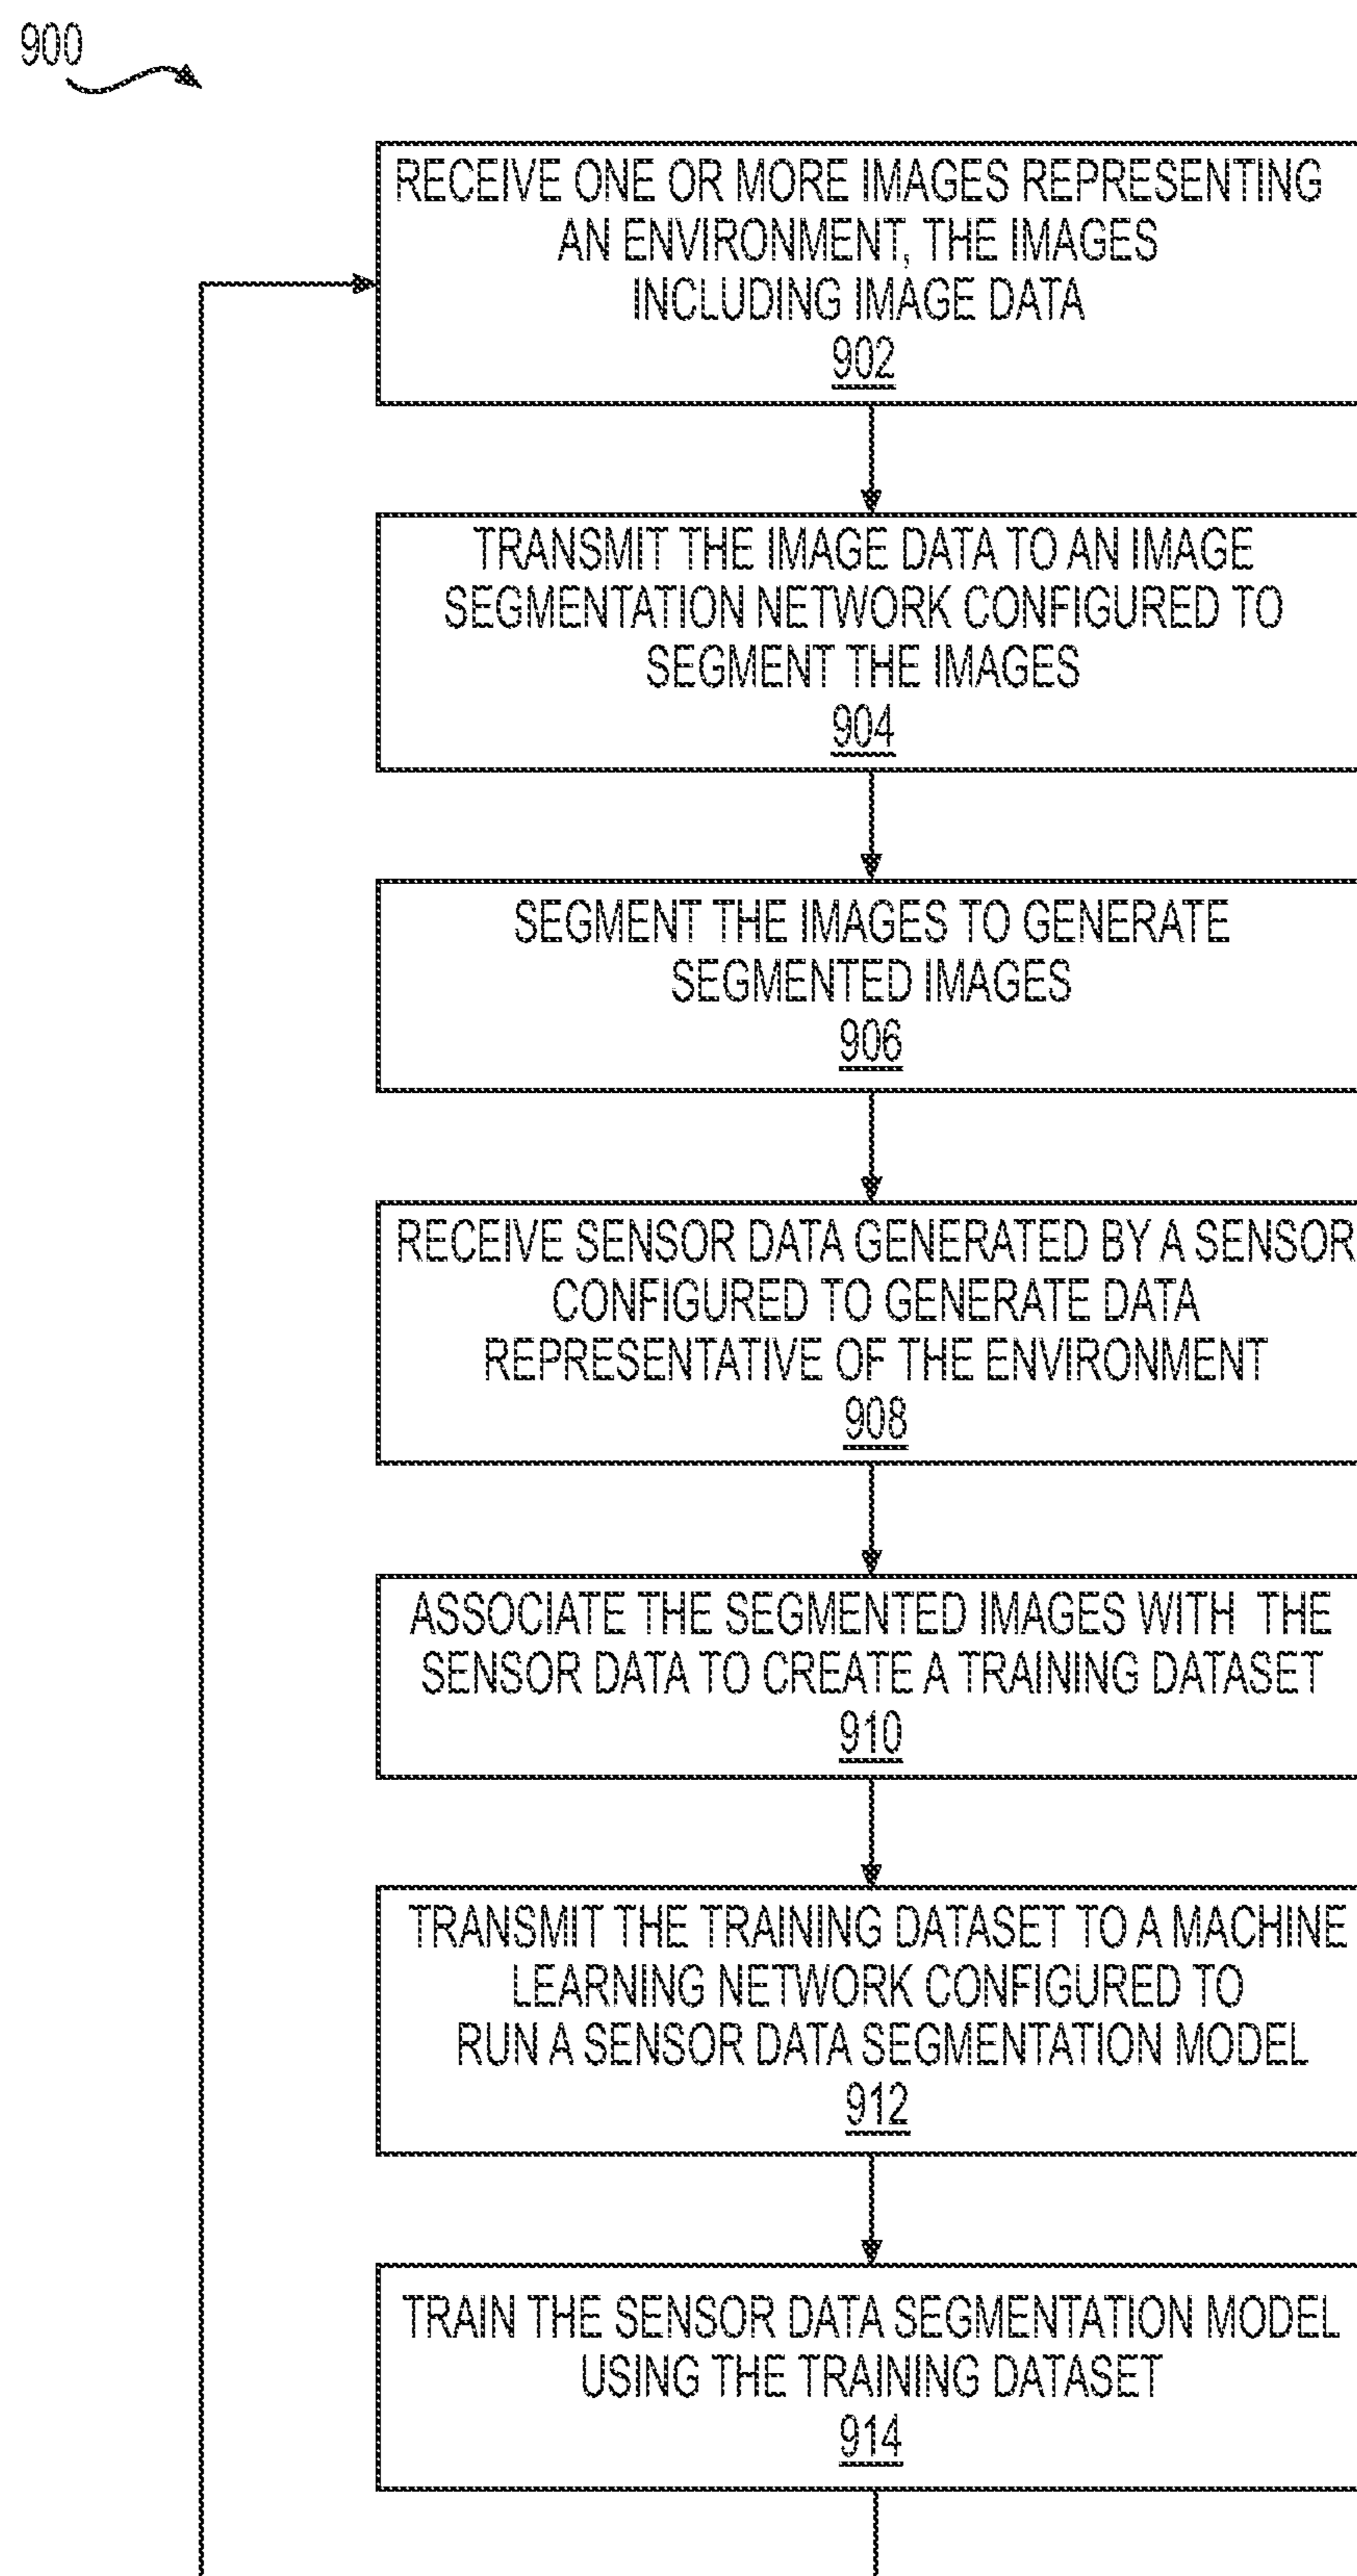 900
RECEIVE ONE OR MORE IMAGES REPRESENTING
AN ENVIRONMENT, THE IMAGES
INCLUDING IMAGE DATA
902
TRANSMIT THE IMAGE DATA TO AN IMAGE
SEGMENTATION NETWORK CONFIGURED TO
SEGMENT THE IMAGES
904
SEGMENT THE IMAGES TO GENERATE
SEGMENTED IMAGES
906
RECEIVE SENSOR DATA GENERATED BY A SENSOR
CONFIGURED TO GENERATE DATA
REPRESENTATIVE OF THE ENVIRONMENT
908
ASSOCIATE THE SEGMENTED IMAGES WITH THE
SENSOR DATA TO CREATE A TRAINING DATASET
910
TRANSMIT THE TRAINING DATASET TO A MACHINE
LEARNING NETWORK CONFIGURED TO
RUN A SENSOR DATA SEGMENTATION MODEL
912
TRAIN THE SENSOR DATA SEGMENTATION MODEL
USING THE TRAINING DATASET
914